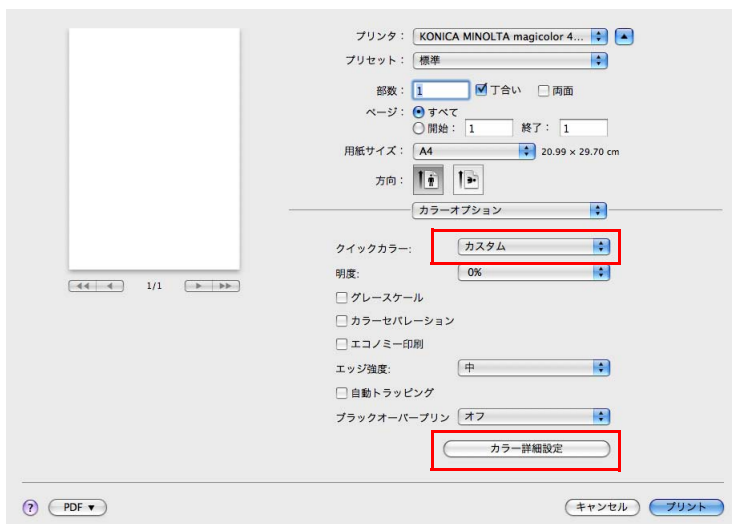 プリンタ： KONICA MINOLTA magicolor 4...
プリセット： 標準
部数： 1 丁合い 両面
ページ： すべて
開始： 1 終了： 1
用紙サイズ： A4 20.99 × 29.70 cm
方向：
カラーオプション
クイックカラー: カスタム
明度: 0%
1/1
グレースケール
カラーセパレーション
エコノミー印刷
エッジ強度: 中
自動トラッピング
ブラックオーバープリン オフ
カラー詳細設定
? PDF ▼ キャンセル プリント